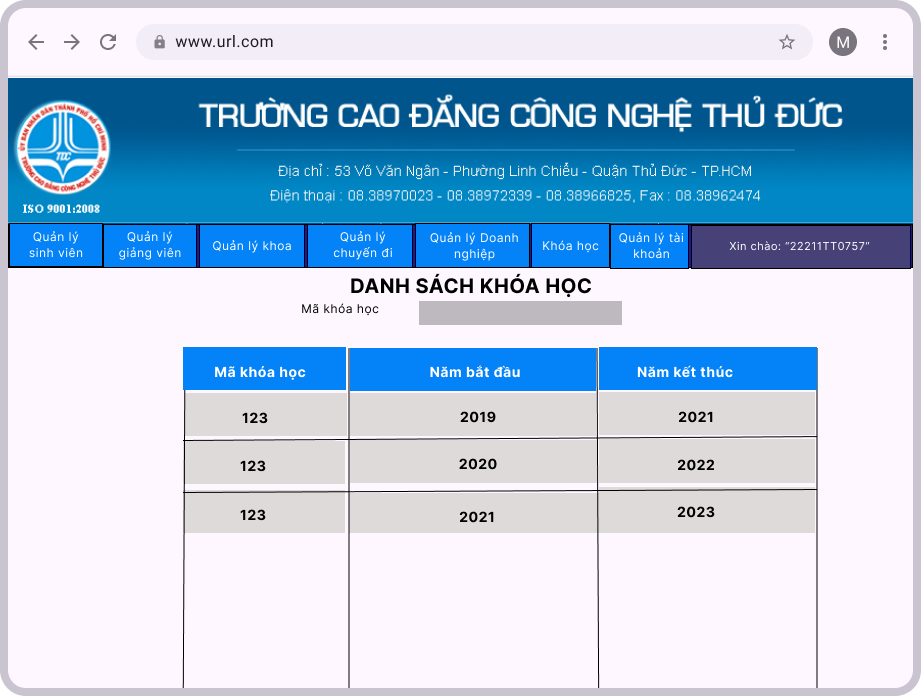 www.url.com
M
ỦY BAN NHÂN DÂN THÀNH PHỐ HỒ CHÍ MINH
TDC
TRƯỜNG CAO ĐẲNG CÔNG NGHỆ THỦ ĐỨC
ISO 9001:2008
TRƯỜNG CAO ĐẲNG CÔNG NGHỆ THỦ ĐỨC
Địa chỉ : 53 Võ Văn Ngân - Phường Linh Chiểu - Quận Thủ Đức - TP.HCM
Điện thoại : 08.38970023 - 08.38972339 - 08.38966825, Fax : 08.38962474
Quản lý sinh viên
Quản lý giảng viên
Quản lý khoa
Quản lý chuyến đi
Quản lý Doanh nghiệp
Khóa học
Quản lý tài khoản
Xin chào: “22211TT0757”
DANH SÁCH KHÓA HỌC
Mã khóa học
Mã khóa học Năm bắt đầu Năm kết thúc
123 2019 2021
123 2020 2022
123 2021 2023